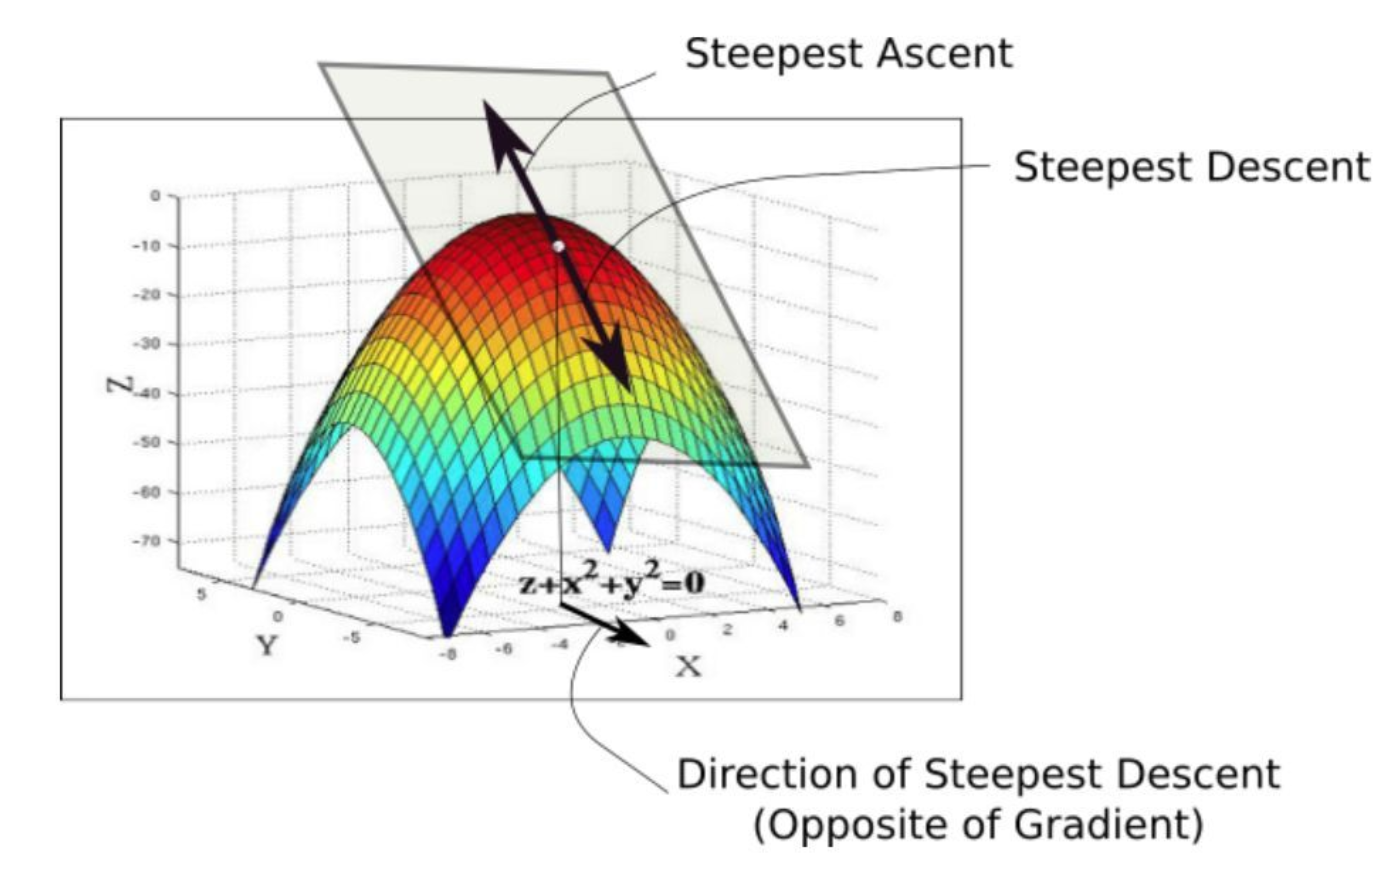 Steepest Ascent
Steepest Descent
0
-10
-20
-30
-40
-50
-60
-70
Z
z+x²+y²=0
5
0
-5
Y
-8
-6
-4
0
2
4
6
8
X
Direction of Steepest Descent
(Opposite of Gradient)